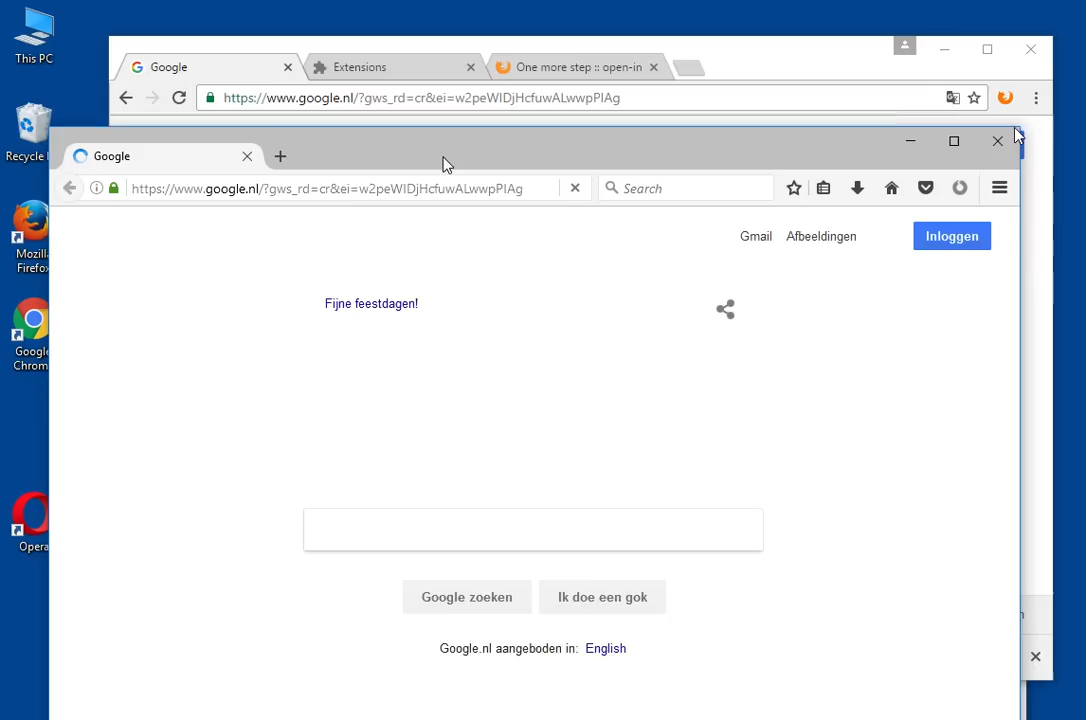 This PC
Google
Extensions
One more step :: open-in
https://www.google.nl/?gws_rd=cr&ei=w2peWIDjHcfuwALwwpPIAg
Recycle
Google
https://www.google.nl/?gws_rd=cr&ei=w2peWIDjHcfuwALwwpPIAg
Search
Mozilla
Firefox
Gmail
Afbeeldingen
Inloggen
Fijne feestdagen!
Google
Chrom
Opera
Google zoeken
Ik doe een gok
Google.nl aangeboden in: English